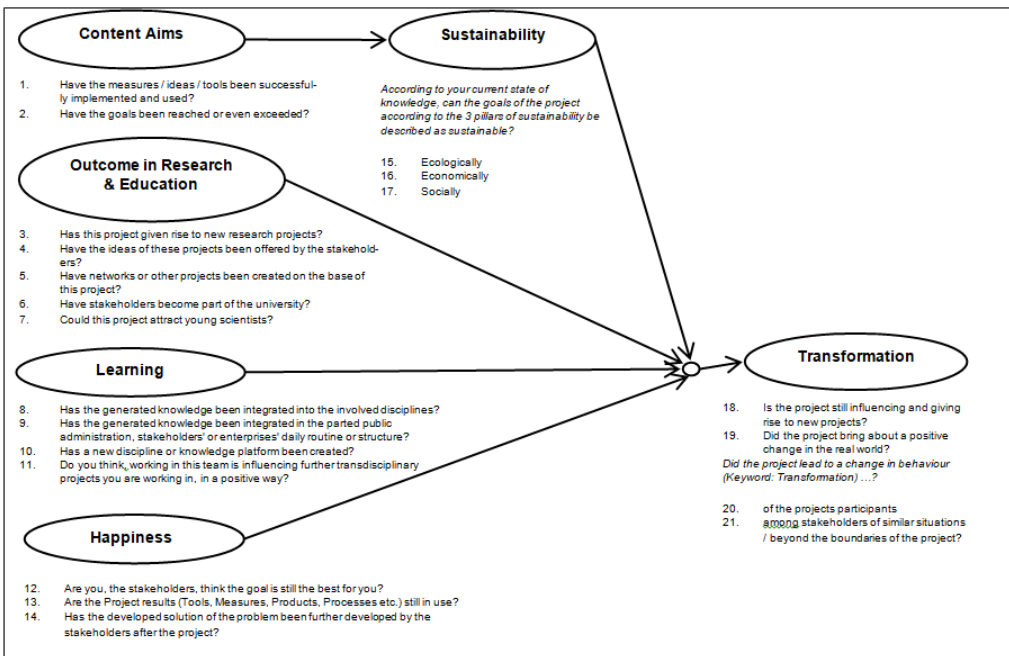 Content Aims
Sustainability
1. Have the measures / ideas / tools been successful-
ly implemented and used?
2. Have the goals been reached or even exceeded?
According to your current state of
knowledge, can the goals of the project
according to the 3 pillars of sustainability be
described as sustainable?
15. Ecologically
16. Economically
17. Socially
Outcome in Research
& Education
3. Has this project given rise to new research projects?
4. Have the ideas of these projects been offered by the stakehold-
ers?
5. Have networks or other projects been created on the base of
this project?
6. Have stakeholders become part of the university?
7. Could this project attract young scientists?
Learning
8. Has the generated knowledge been integrated into the involved disciplines?
9. Has the generated knowledge been integrated in the parted public
administration, stakeholders' or enterprises' daily routine or structure?
10. Has a new discipline or knowledge platform been created?
11. Do you think, working in this team is influencing further transdisciplinary
projects you are working in, in a positive way?
Transformation
18. Is the project still influencing and giving
rise to new projects?
19. Did the project bring about a positive
change in the real world?
Did the project lead to a change in behaviour
(Keyword: Transformation) ...?
20. of the projects participants
21. among stakeholders of similar situations
/ beyond the boundaries of the project?
Happiness
12. Are you, the stakeholders, think the goal is still the best for you?
13. Are the Project results (Tools, Measures, Products, Processes etc.) still in use?
14. Has the developed solution of the problem been further developed by the
stakeholders after the project?